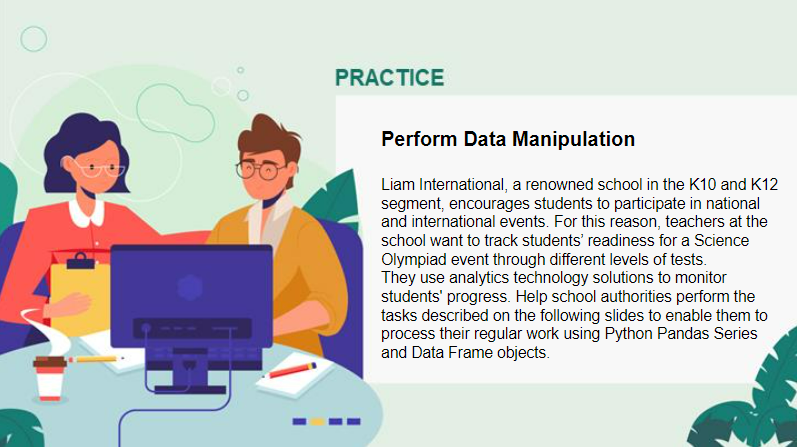 PRACTICE
Perform Data Manipulation
Liam International, a renowned school in the K10 and K12
segment, encourages students to participate in national
and international events. For this reason, teachers at the
school want to track students' readiness for a Science
Olympiad event through different levels of tests.
They use analytics technology solutions to monitor
students' progress. Help school authorities perform the
tasks described on the following slides to enable them to
process their regular work using Python Pandas Series
and Data Frame objects.